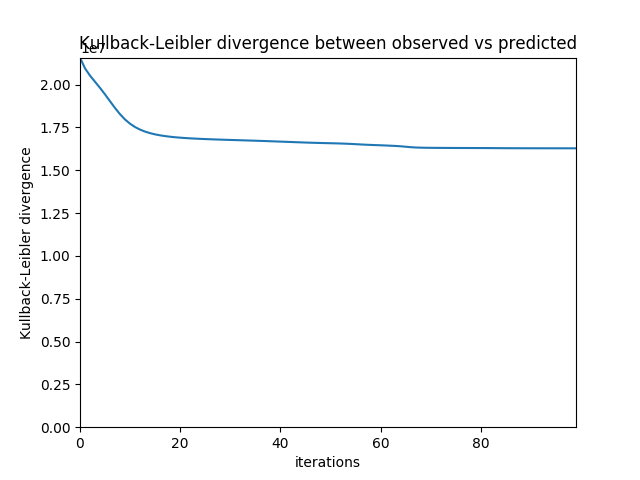 Kullback-Leibler divergence between observed vs predicted
1e7
2.00
1.75
1.50
1.25
1.00
0.75
0.50
0.25
0.00
Kullback-Leibler divergence
0 20 40 60 80
iterations